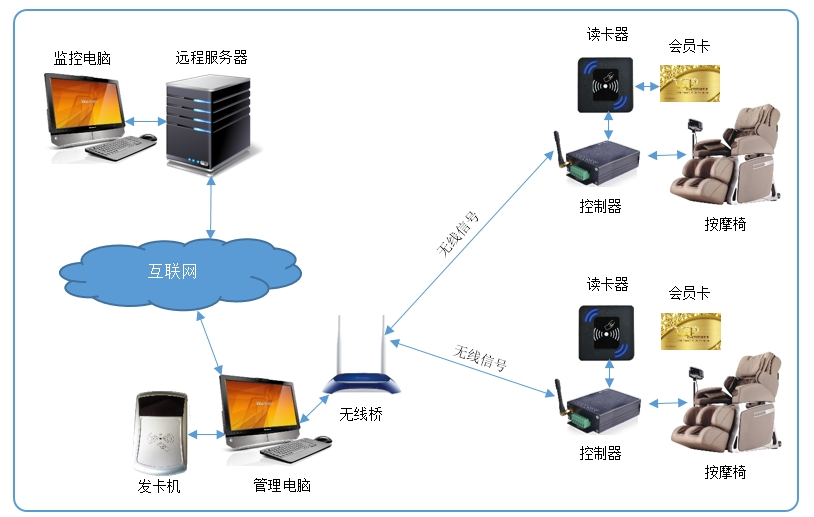 监控电脑
远程服务器
读卡器
会员卡
控制器
按摩椅
无线信号
互联网
读卡器
会员卡
无线信号
无线桥
控制器
按摩椅
发卡机
管理电脑